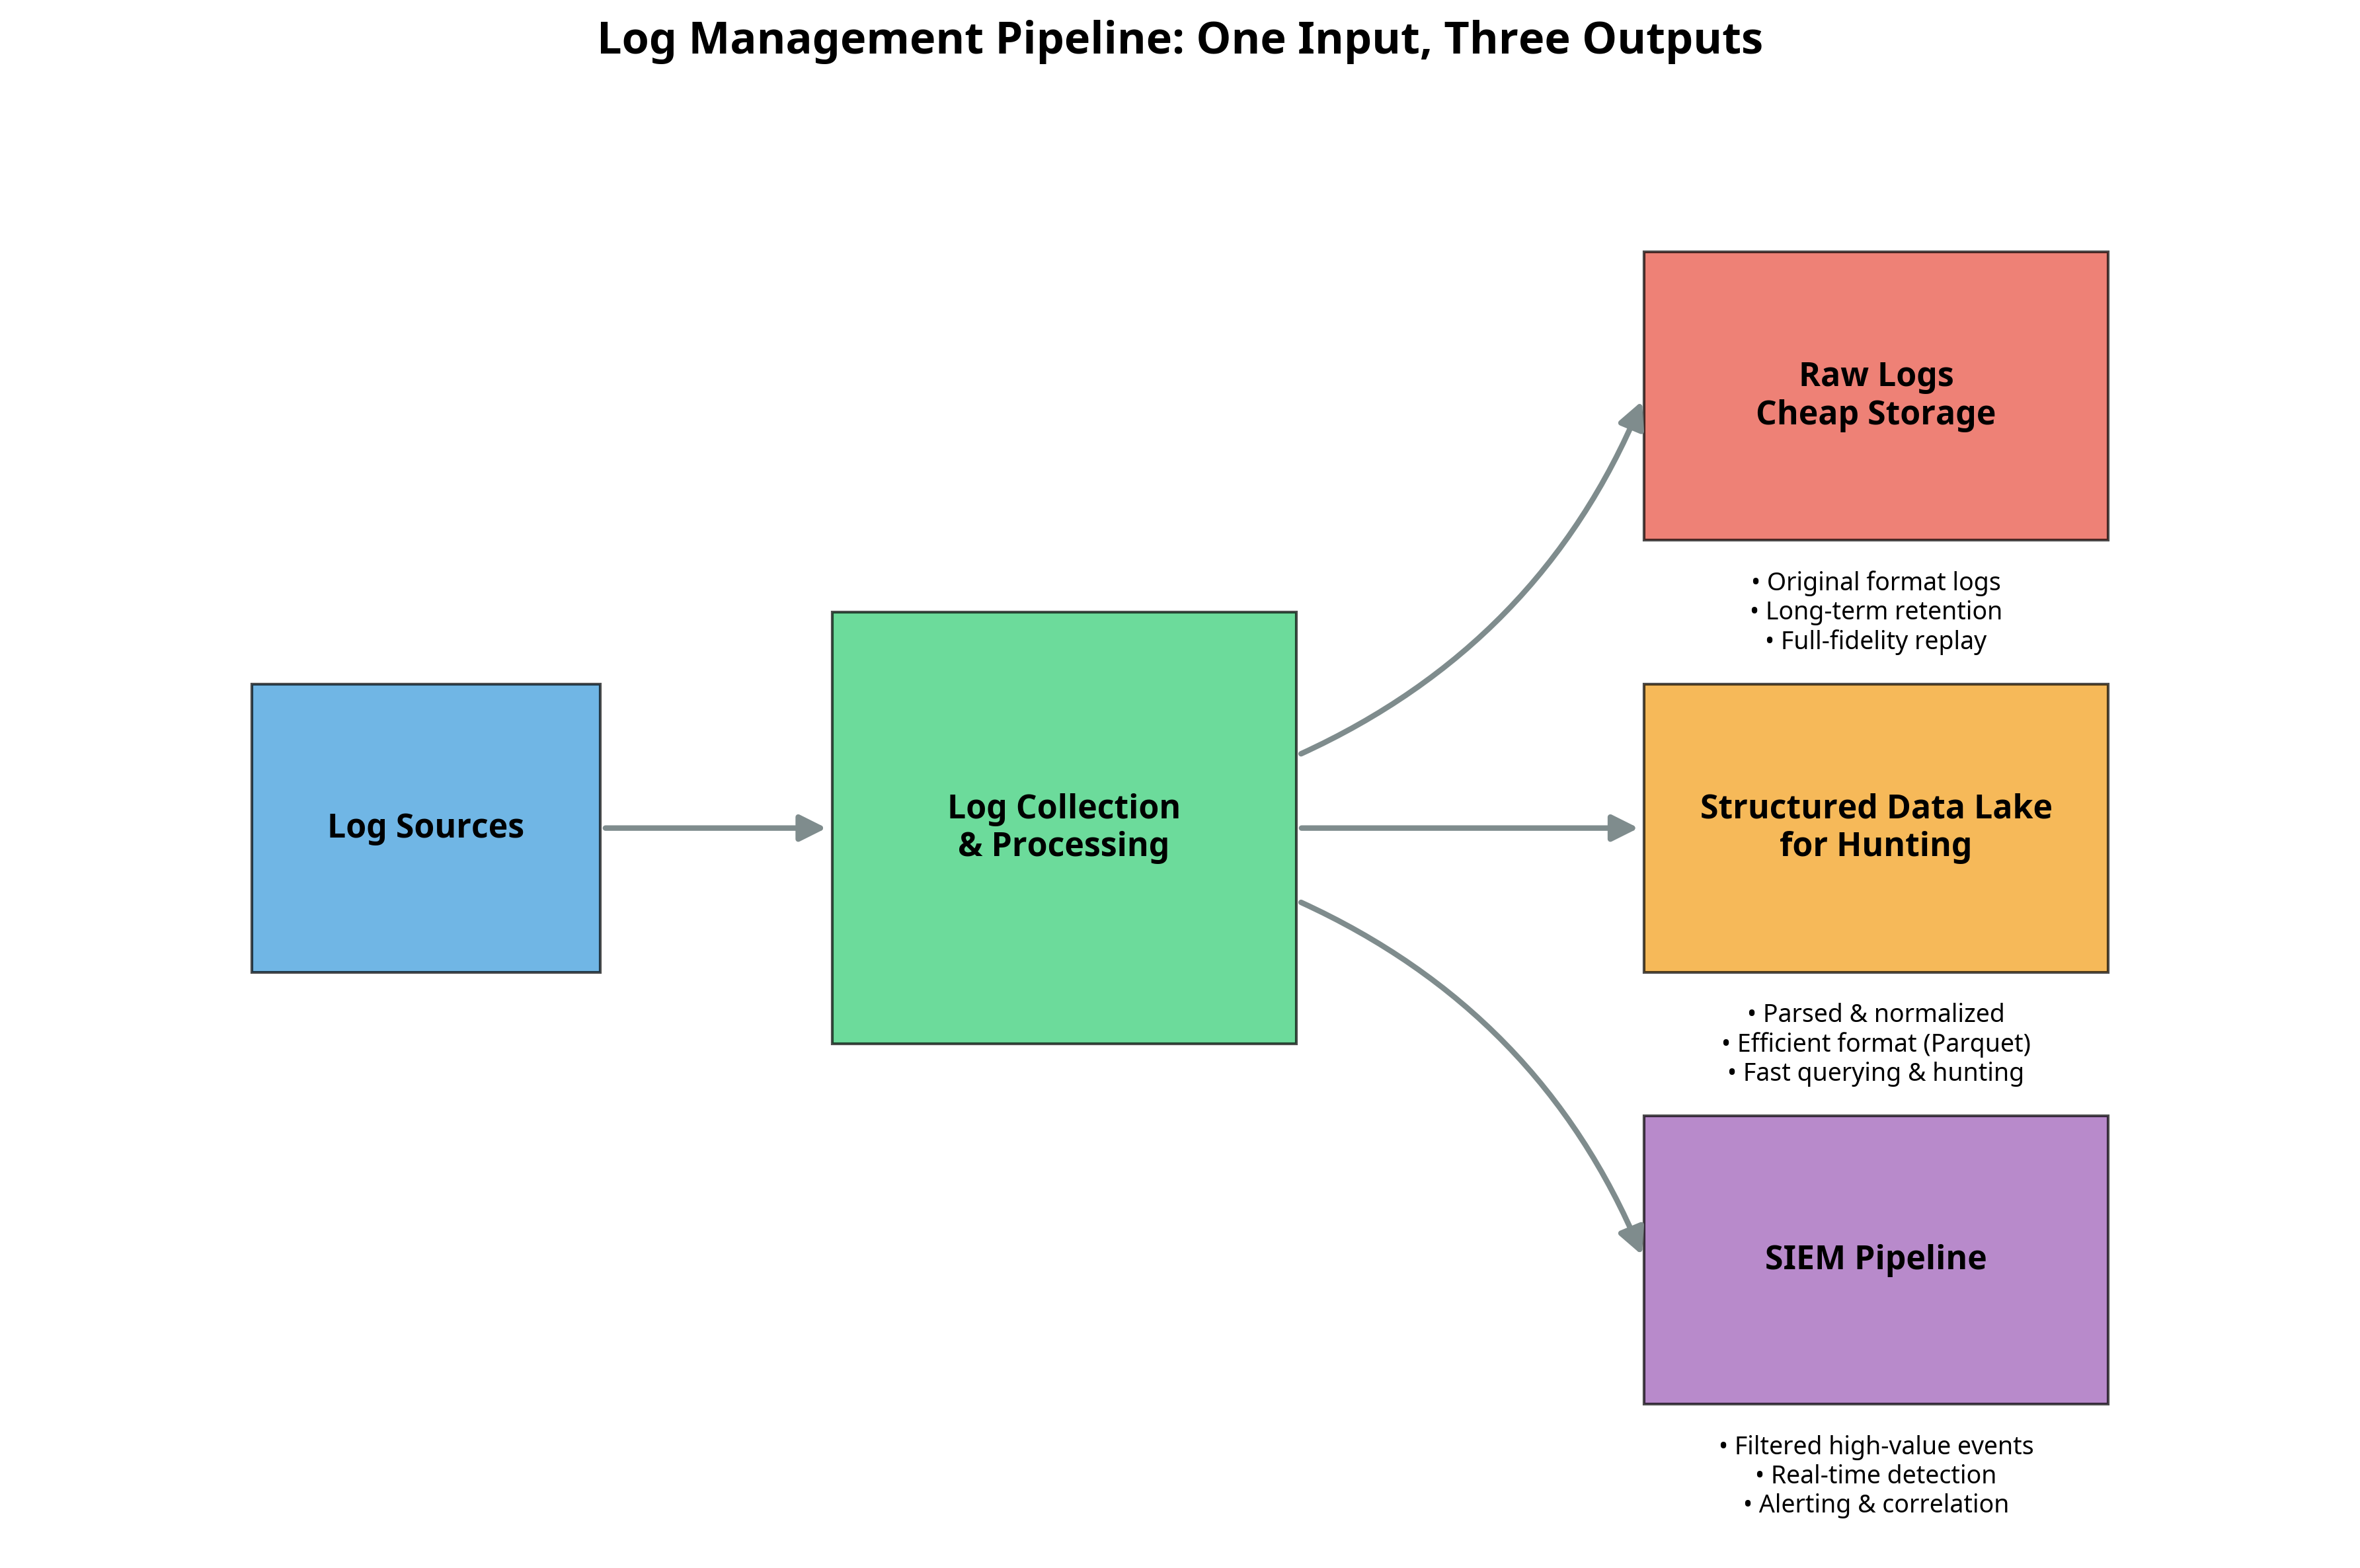 Log Management Pipeline: One Input, Three Outputs
Log Sources
Log Collection
& Processing
Raw Logs
Cheap Storage
• Original format logs
• Long-term retention
• Full-fidelity replay
Structured Data Lake
for Hunting
• Parsed & normalized
• Efficient format (Parquet)
• Fast querying & hunting
SIEM Pipeline
• Filtered high-value events
• Real-time detection
• Alerting & correlation